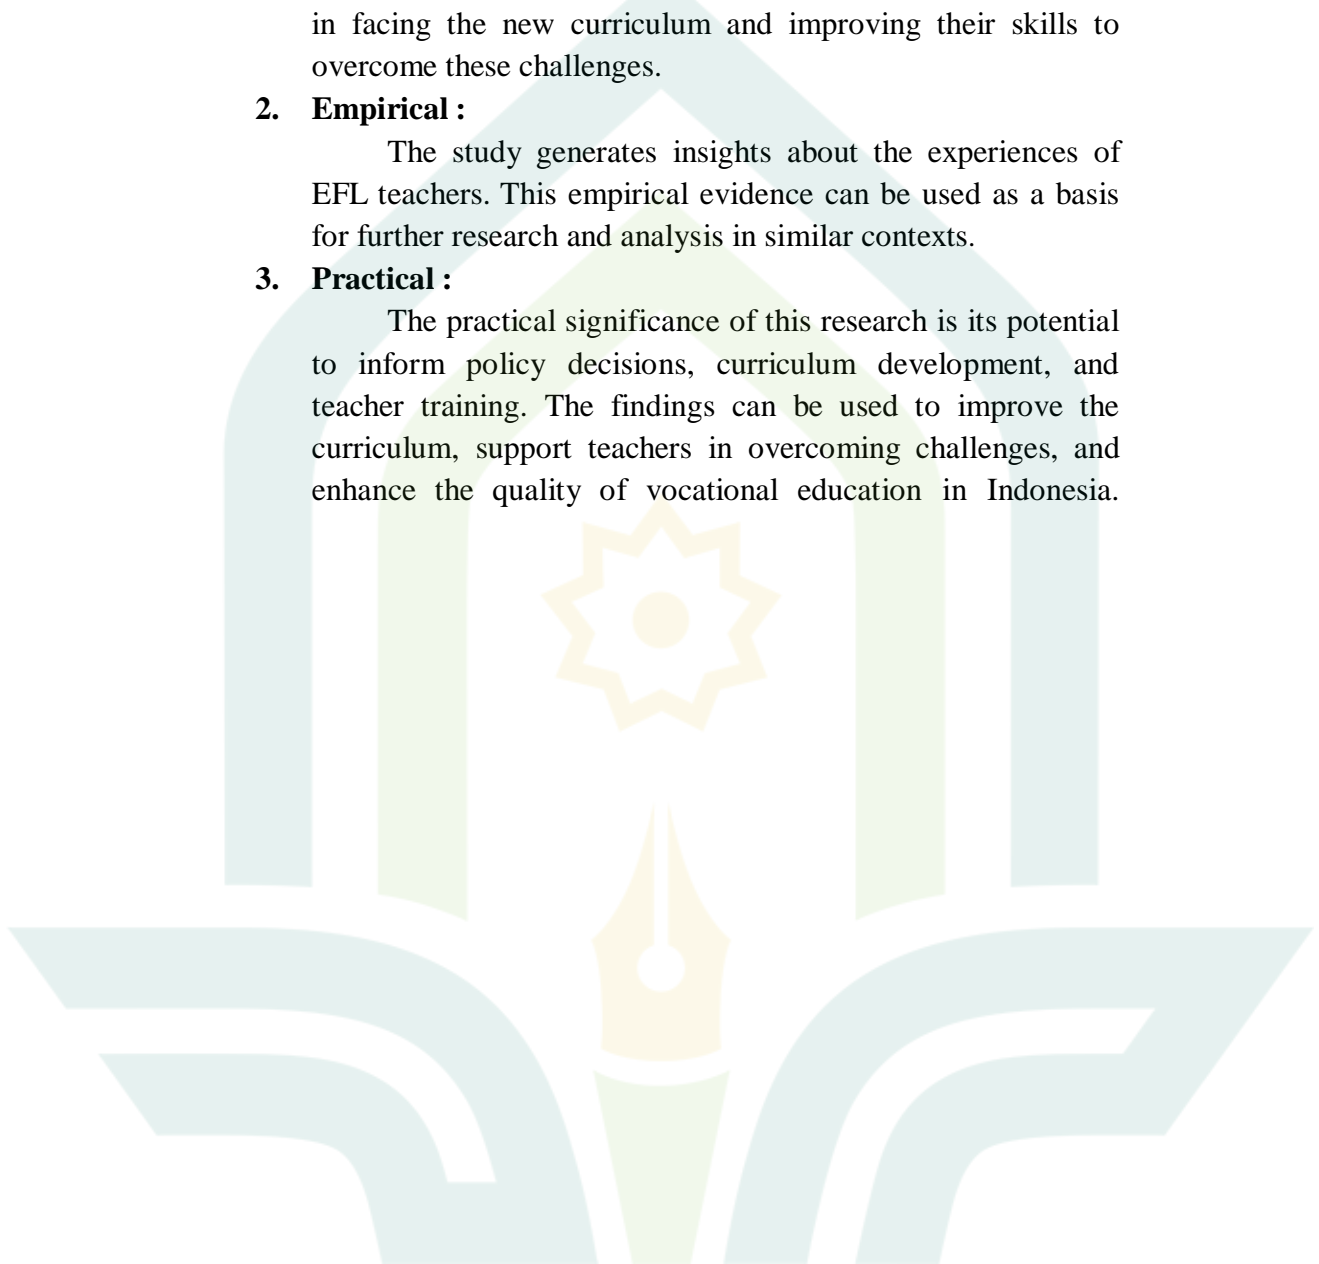 in facing the new curriculum and improving their skills to
overcome these challenges.
2. Empirical :
The study generates insights about the experiences of
EFL teachers. This empirical evidence can be used as a basis
for further research and analysis in similar contexts.
3. Practical :
The practical significance of this research is its potential
to inform policy decisions, curriculum development, and
teacher training. The findings can be used to improve the
curriculum, support teachers in overcoming challenges, and
enhance the quality of vocational education in Indonesia.